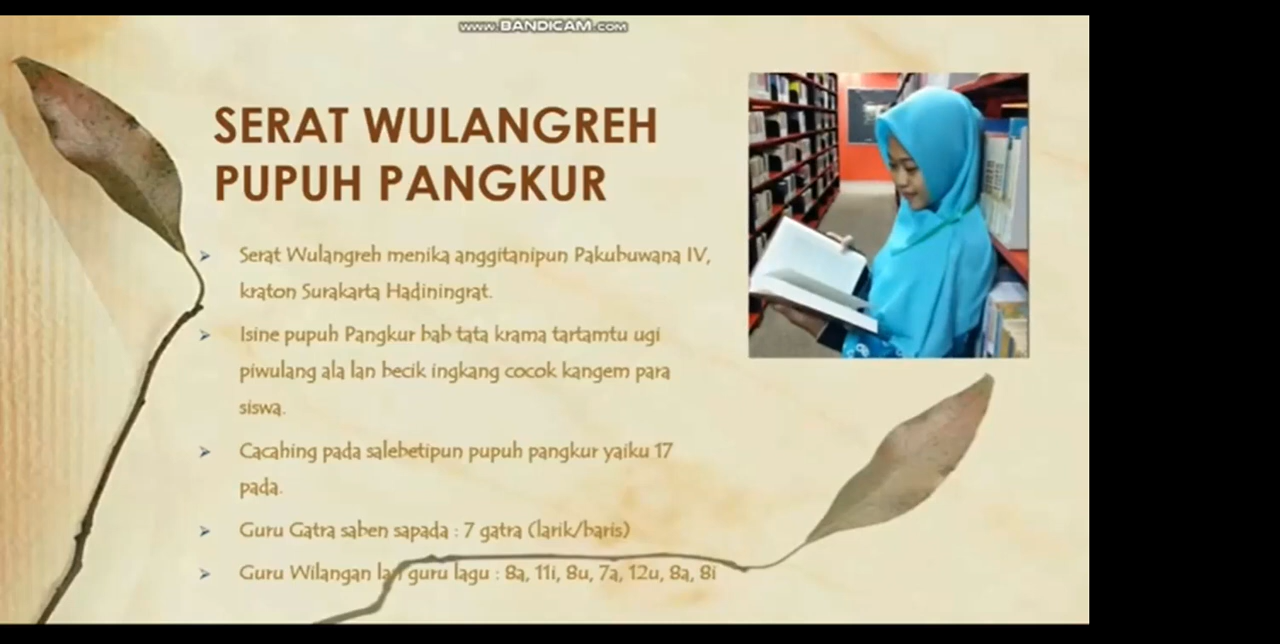 www.BANDICAM.com
SERAT WULANGREH
PUPUH PANGKUR
Serat Wulangreh menika anggitanipun Pakubuwana IV,
kraton Surakarta Hadiningrat.
Isine pupuh Pangkur bab tata krama tartamtu ugi
piwulang ala lan becik ingkang cocok kangem para
siswa.
Cacahing pada salebetipun pupuh pangkur yaiku 17
pada.
Guru Gatra saben sapada : 7 gatra (larik/baris)
Guru Wilangan lan guru lagu : 8a, 11i, 8u, 7a, 12u, 8a, 8i